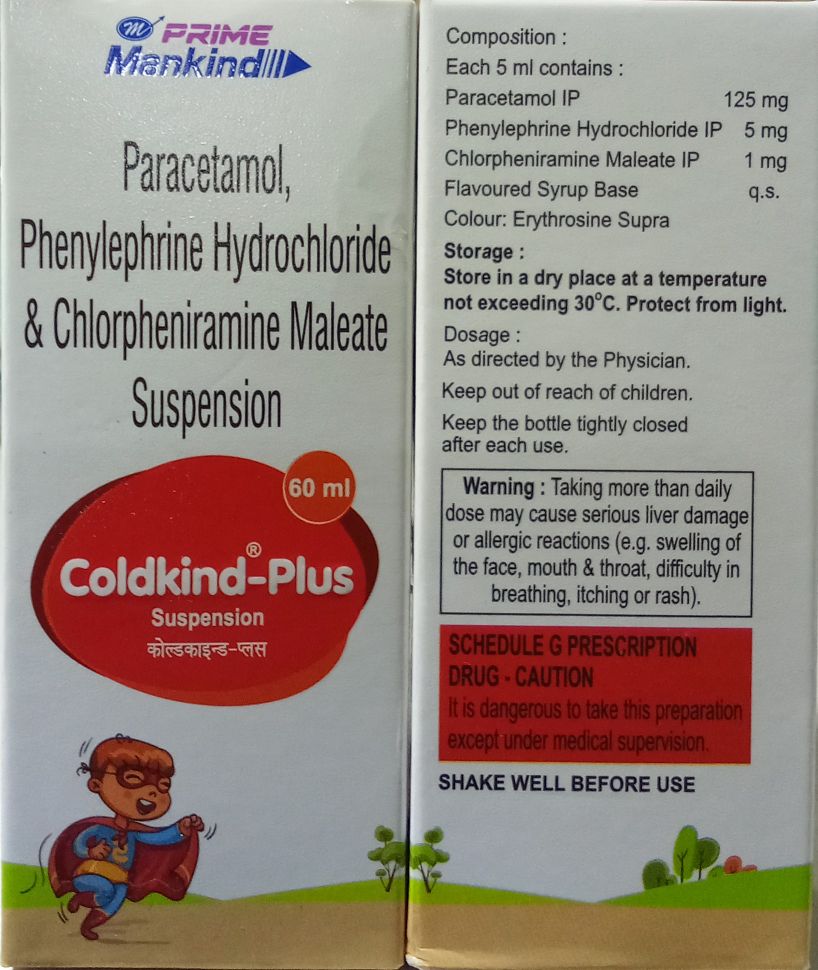 m PRIME
Mankind
Paracetamol,
Phenylephrine Hydrochloride
& Chlorpheniramine Maleate
Suspension
60 ml
Coldkind®-Plus
Suspension
कोल्डकाइन्ड-प्लस
Composition :
Each 5 ml contains :
Paracetamol IP 125 mg
Phenylephrine Hydrochloride IP 5 mg
Chlorpheniramine Maleate IP 1 mg
Flavoured Syrup Base q.s.
Colour: Erythrosine Supra
Storage :
Store in a dry place at a temperature
not exceeding 30°C. Protect from light.
Dosage :
As directed by the Physician.
Keep out of reach of children.
Keep the bottle tightly closed
after each use.
Warning : Taking more than daily
dose may cause serious liver damage
or allergic reactions (e.g. swelling of
the face, mouth & throat, difficulty in
breathing, itching or rash).
SCHEDULE G PRESCRIPTION
DRUG - CAUTION
It is dangerous to take this preparation
except under medical supervision.
SHAKE WELL BEFORE USE